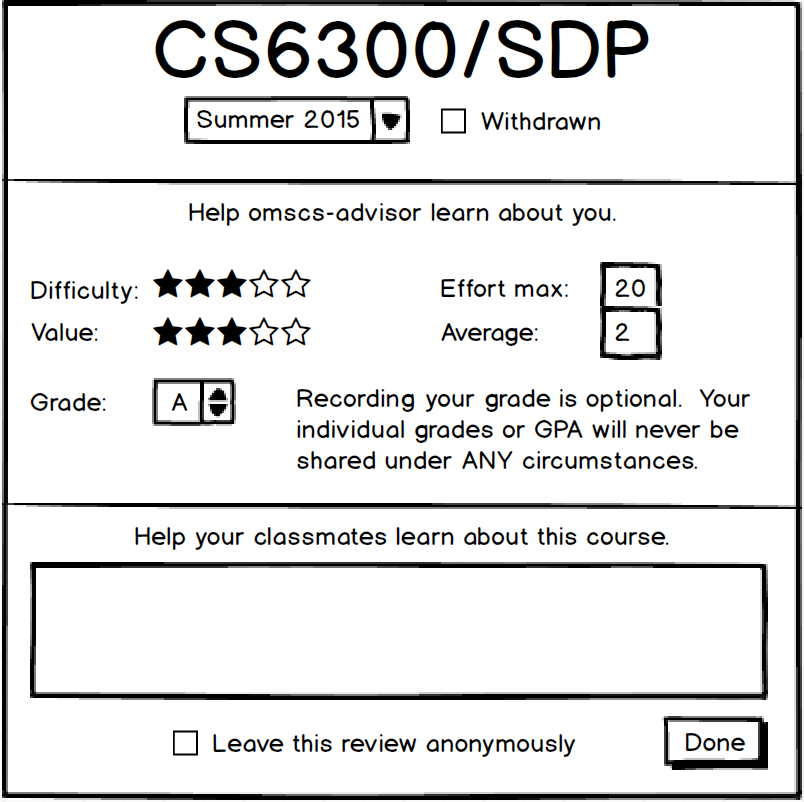 CS6300/SDP
Summer 2015 Withdrawn
Help omscs-advisor learn about you.
Difficulty: Effort max: 20
Value: Average: 2
Grade: A
Recording your grade is optional. Your
individual grades or GPA will never be
shared under ANY circumstances.
Help your classmates learn about this course.
Leave this review anonymously Done